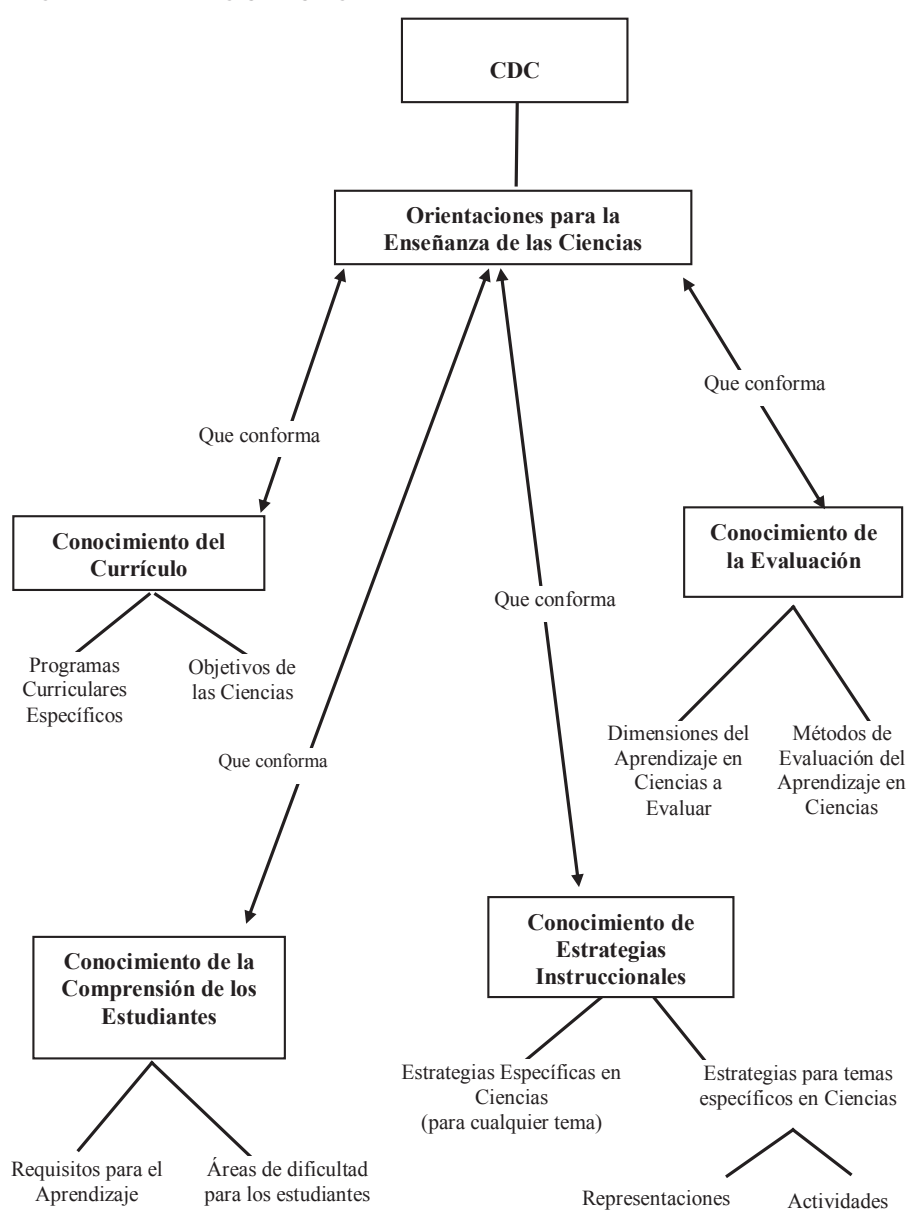 CDC
Orientaciones para la
Enseñanza de las Ciencias
Que conforma
Que conforma
Conocimiento del
Currículo
Conocimiento de
la Evaluación
Que conforma
Programas
Curriculares
Específicos
Objetivos de
las Ciencias
Dimensiones del
Aprendizaje en
Ciencias a
Evaluar
Métodos de
Evaluación del
Aprendizaje en
Ciencias
Que conforma
Conocimiento de
Estrategias
Instruccionales
Conocimiento de la
Comprensión de los
Estudiantes
Estrategias Específicas en
Ciencias
(para cualquier tema)
Estrategias para temas
específicos en Ciencias
Requisitos para el
Aprendizaje
Áreas de dificultad
para los estudiantes
Representaciones
Actividades